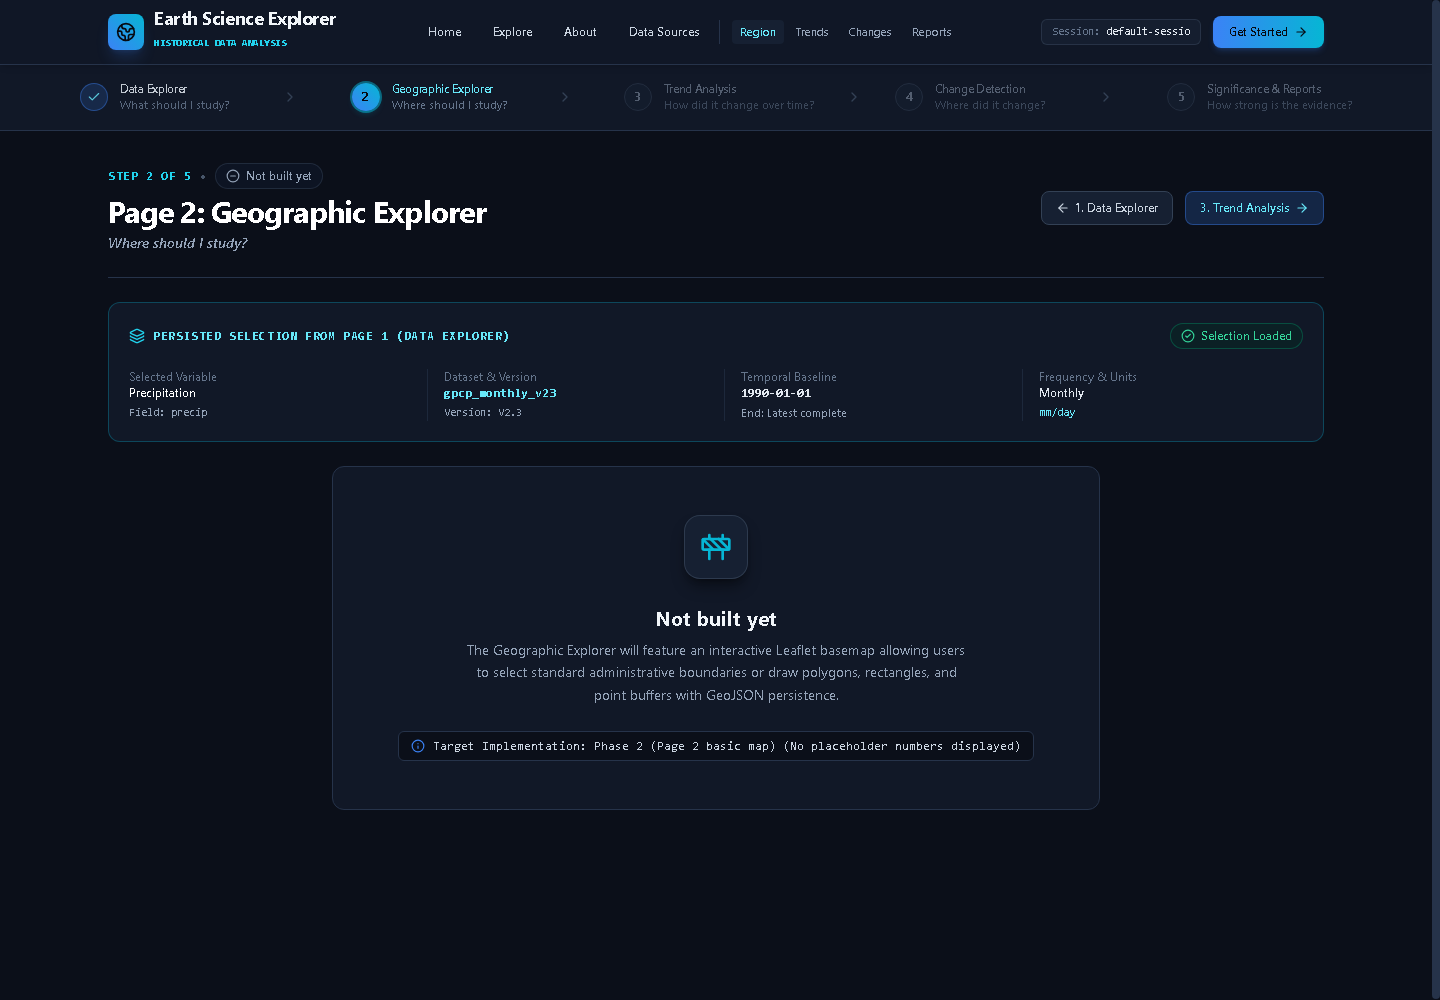 Earth Science Explorer
HISTORICAL DATA ANALYSIS
Home
Explore
About
Data Sources
Region
Trends
Changes
Reports
Session: default-sessio
Get Started
Data Explorer
What should I study?
2
Geographic Explorer
Where should I study?
3
Trend Analysis
How did it change over time?
4
Change Detection
Where did it change?
5
Significance & Reports
How strong is the evidence?
STEP 2 OF 5
Not built yet
Page 2: Geographic Explorer
Where should I study?
1. Data Explorer
3. Trend Analysis
PERSISTED SELECTION FROM PAGE 1 (DATA EXPLORER)
Selection Loaded
Selected Variable
Precipitation
Field: precip
Dataset & Version
gpcp_monthly_v23
Version: V2.3
Temporal Baseline
1990-01-01
End: Latest complete
Frequency & Units
Monthly
mm/day
Not built yet
The Geographic Explorer will feature an interactive Leaflet basemap allowing users
to select standard administrative boundaries or draw polygons, rectangles, and
point buffers with GeoJSON persistence.
Target Implementation: Phase 2 (Page 2 basic map) (No placeholder numbers displayed)